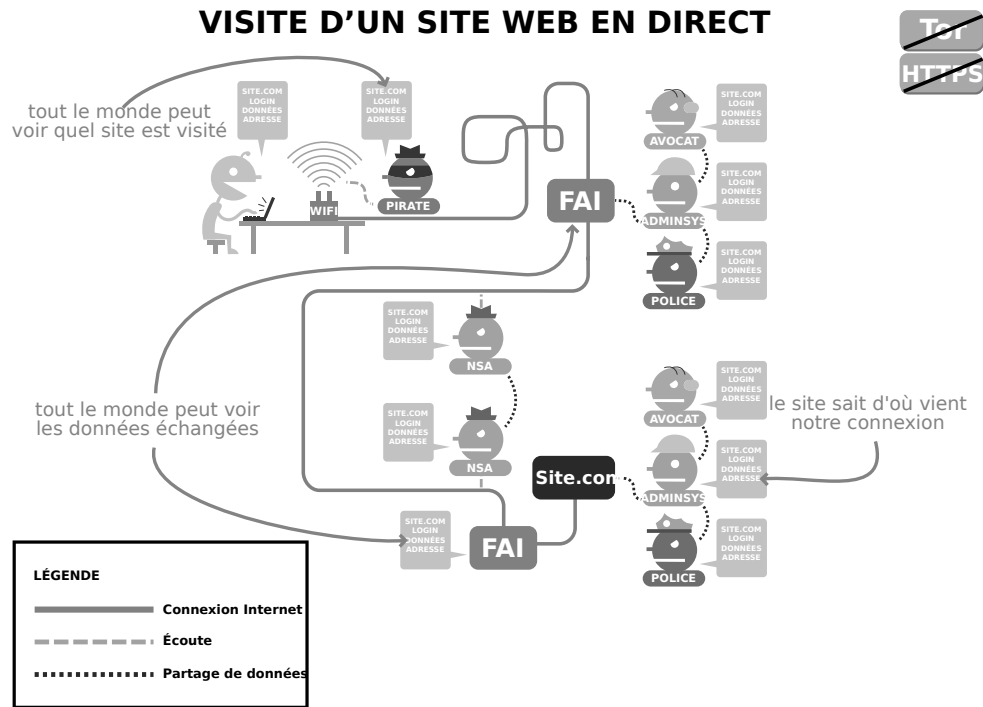 VISITE D'UN SITE WEB EN DIRECT
Tor
HTTPS
tout le monde peut
voir quel site est visité
SITE.COM
LOGIN
DONNÉES
ADRESSE
SITE.COM
LOGIN
DONNÉES
ADRESSE
WIFI
PIRATE
FAI
AVOCAT
SITE.COM
LOGIN
DONNÉES
ADRESSE
ADMINSYS
SITE.COM
LOGIN
DONNÉES
ADRESSE
POLICE
SITE.COM
LOGIN
DONNÉES
ADRESSE
SITE.COM
LOGIN
DONNÉES
ADRESSE
NSA
SITE.COM
LOGIN
DONNÉES
ADRESSE
NSA
tout le monde peut voir
les données échangées
AVOCAT
SITE.COM
LOGIN
DONNÉES
ADRESSE
le site sait d'où vient
notre connexion
Site.com
ADMINSYS
SITE.COM
LOGIN
DONNÉES
ADRESSE
SITE.COM
LOGIN
DONNÉES
ADRESSE
FAI
POLICE
SITE.COM
LOGIN
DONNÉES
ADRESSE
LÉGENDE
Connexion Internet
Écoute
Partage de données